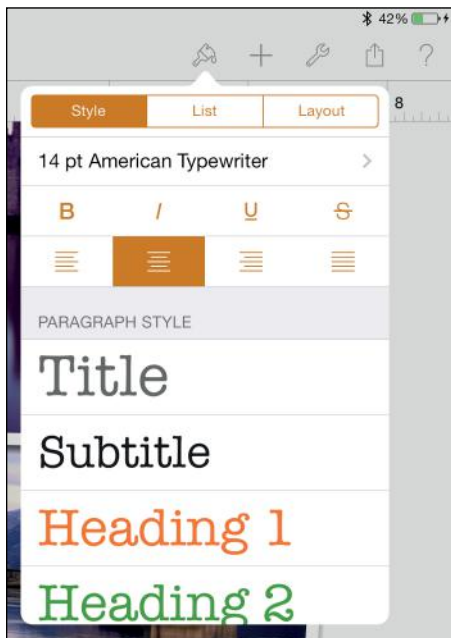 42%
?
8
Style List Layout
14 pt American Typewriter
B I U S
PARAGRAPH STYLE
Title
Subtitle
Heading 1
Heading 2